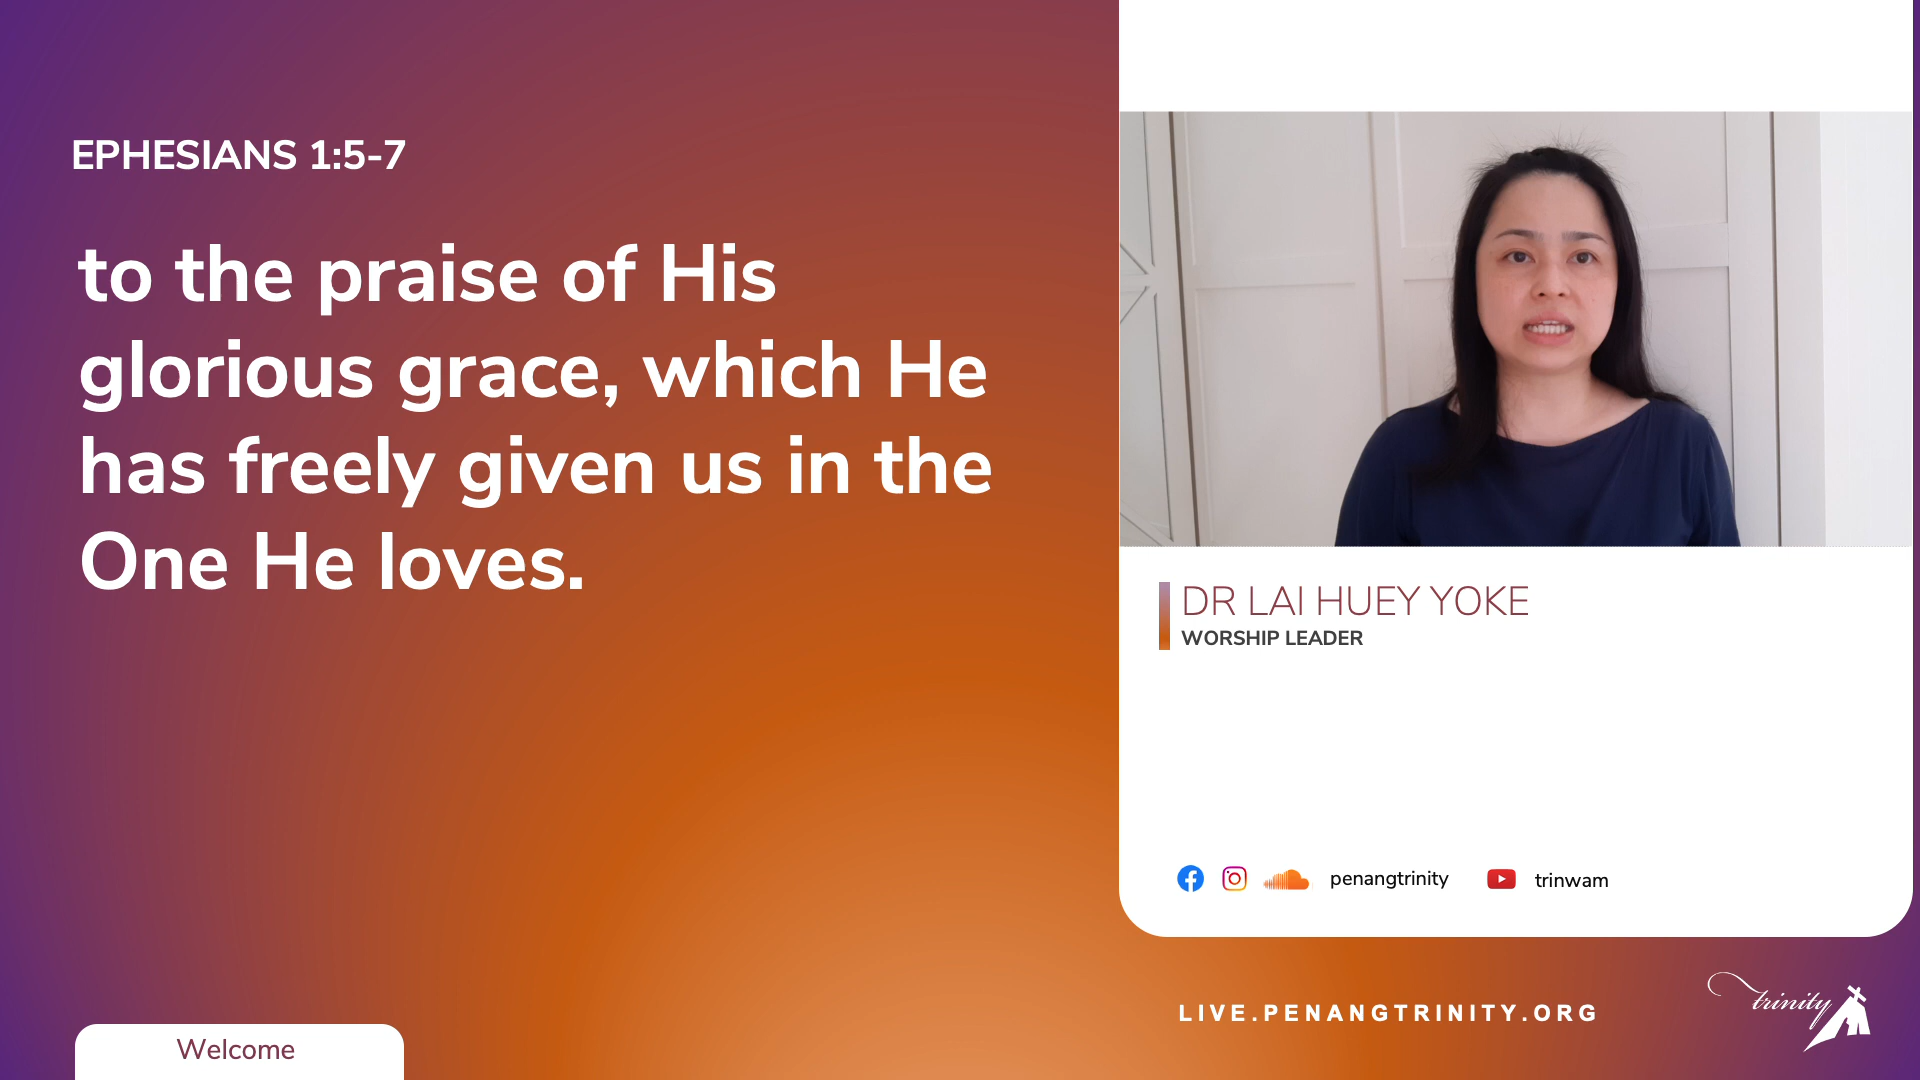 EPHESIANS 1:5-7
to the praise of His
glorious grace, which He
has freely given us in the
One He loves.
DR LAI HUEY YOKE
WORSHIP LEADER
penangtrinity
trinwam
LIVE.PENANGTRINITY.ORG
trinity
Welcome